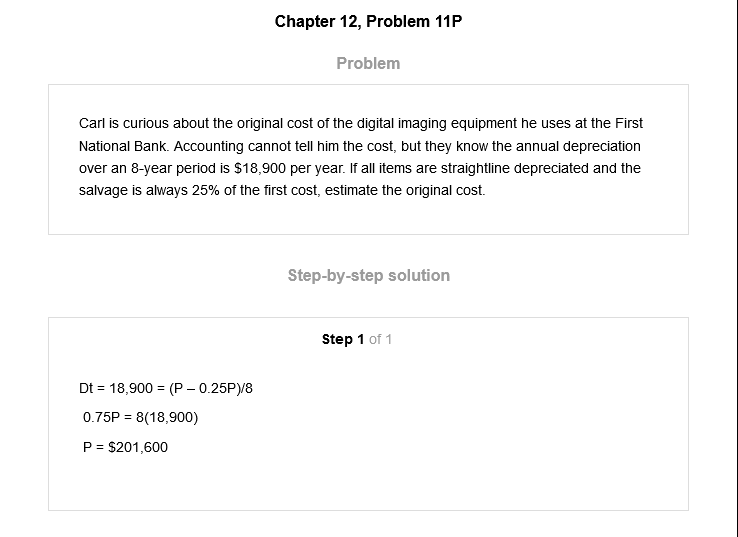 Chapter 12, Problem 11P
Problem
Carl is curious about the original cost of the digital imaging equipment he uses at the First
National Bank. Accounting cannot tell him the cost, but they know the annual depreciation
over an 8-year period is $18,900 per year. If all items are straightline depreciated and the
salvage is always 25% of the first cost, estimate the original cost.
Step-by-step solution
Step 1 of 1
Dt = 18,900 = (P – 0.25P)/8
0.75P = 8(18,900)
P = $201,600